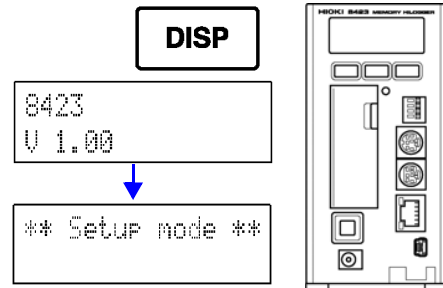 DISP
8423
V 1.00
** Setup mode **
HIOKI 8423 MEMORY HiLOGGER